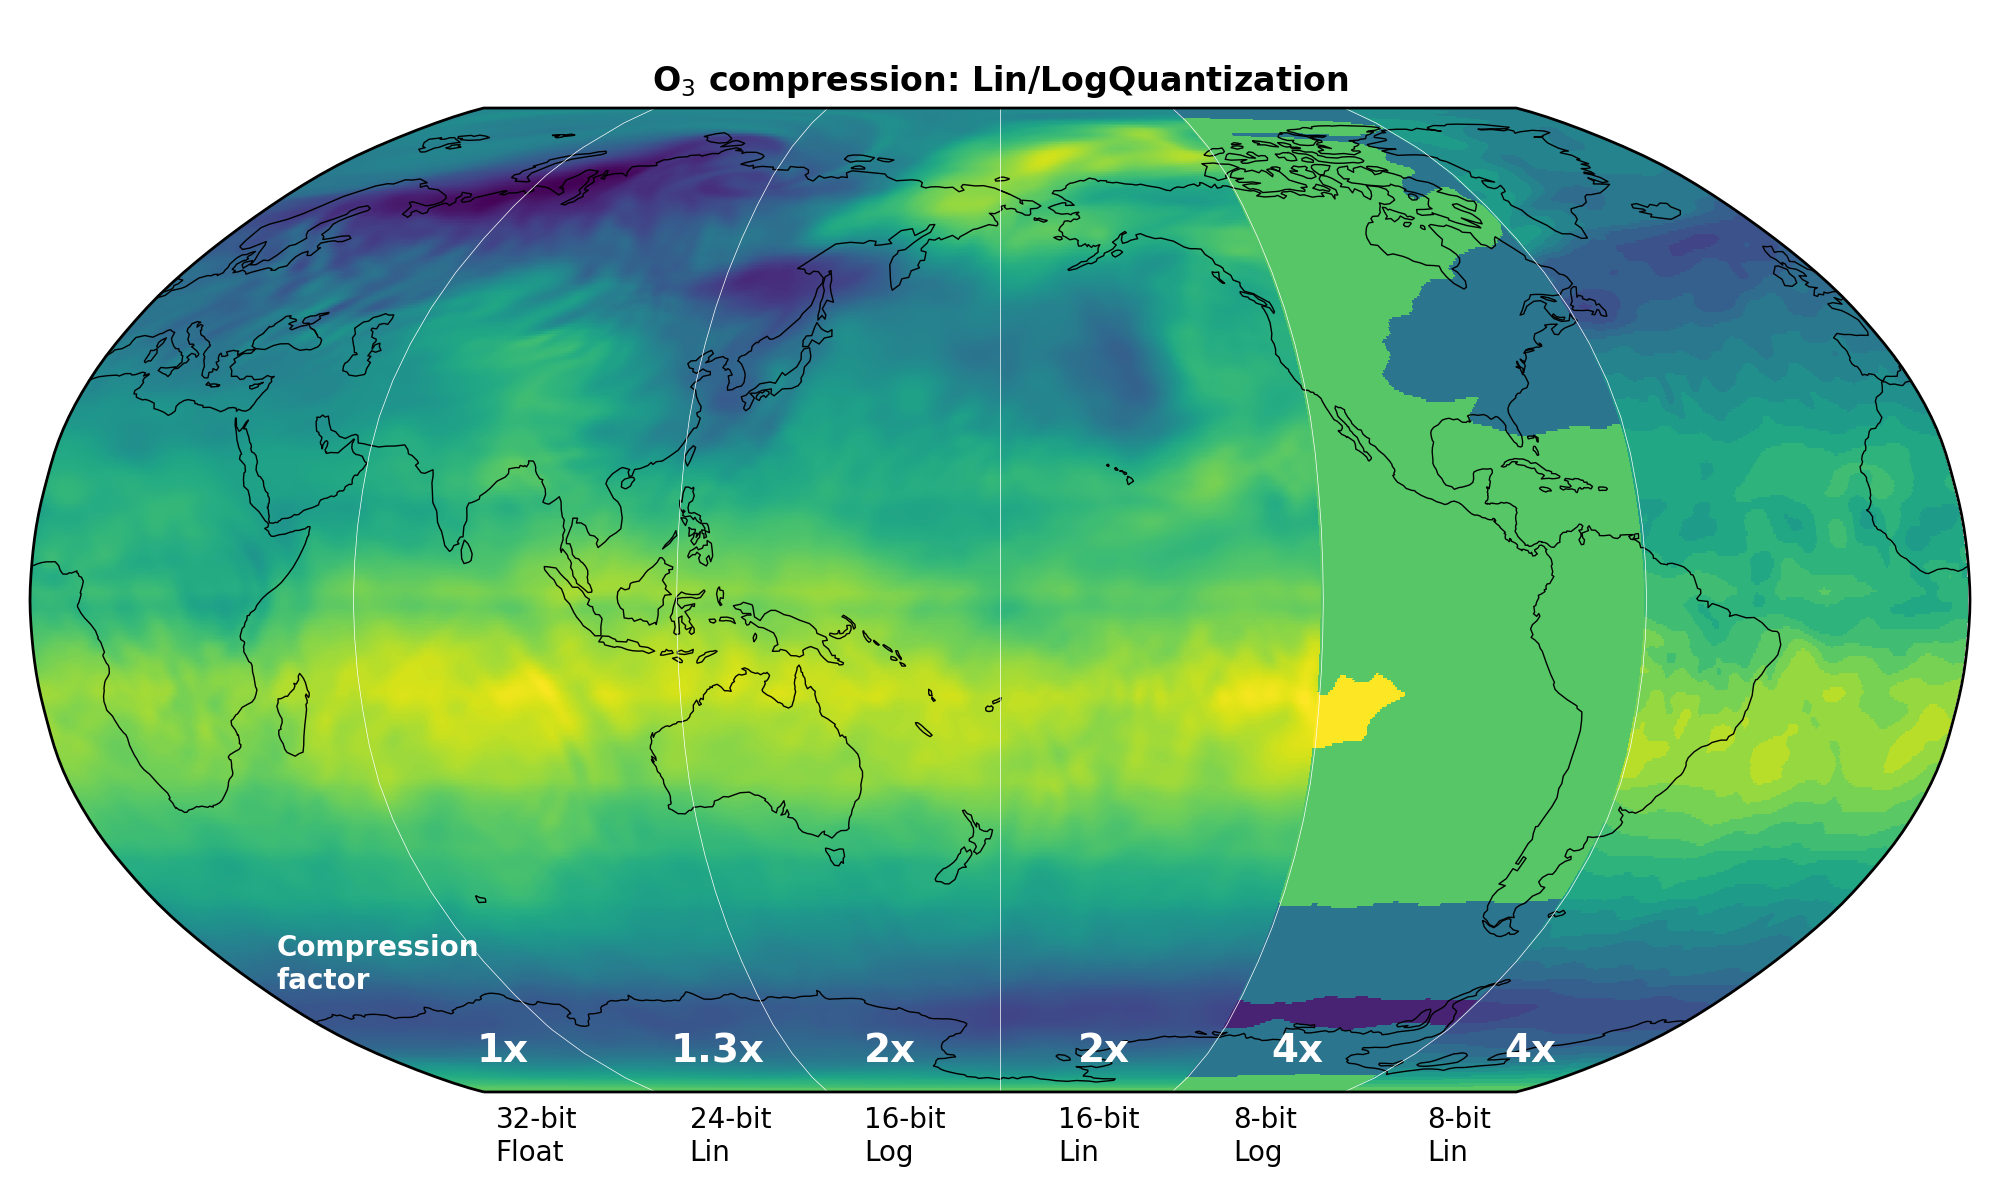 O₃ compression: Lin/LogQuantization
Compression
factor
1x 1.3x 2x 2x 4x 4x
32-bit 24-bit 16-bit 16-bit 8-bit 8-bit
Float Lin Log Lin Log Lin